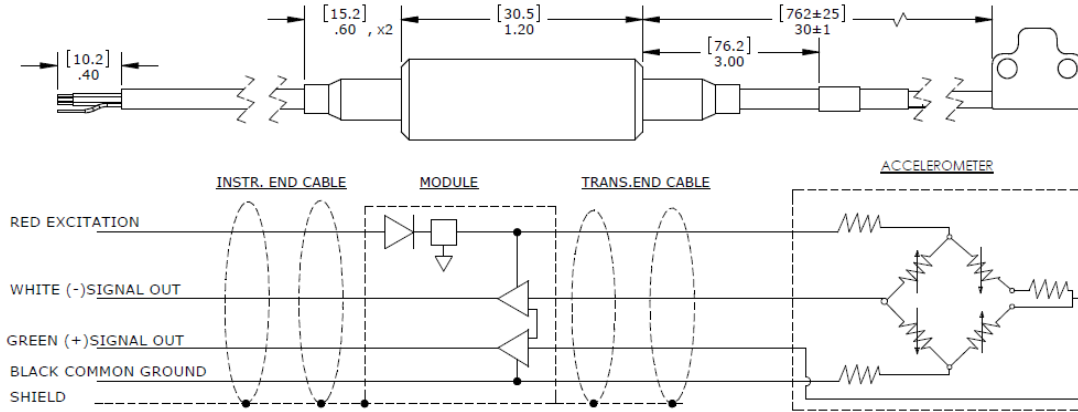 [15.2]
.60 , x2
[30.5]
1.20
[762±25]
30±1
[10.2]
.40
[76.2]
3.00
ACCELEROMETER
INSTR. END CABLE
MODULE
TRANS.END CABLE
RED EXCITATION
WHITE (-)SIGNAL OUT
GREEN (+)SIGNAL OUT
BLACK COMMON GROUND
SHIELD